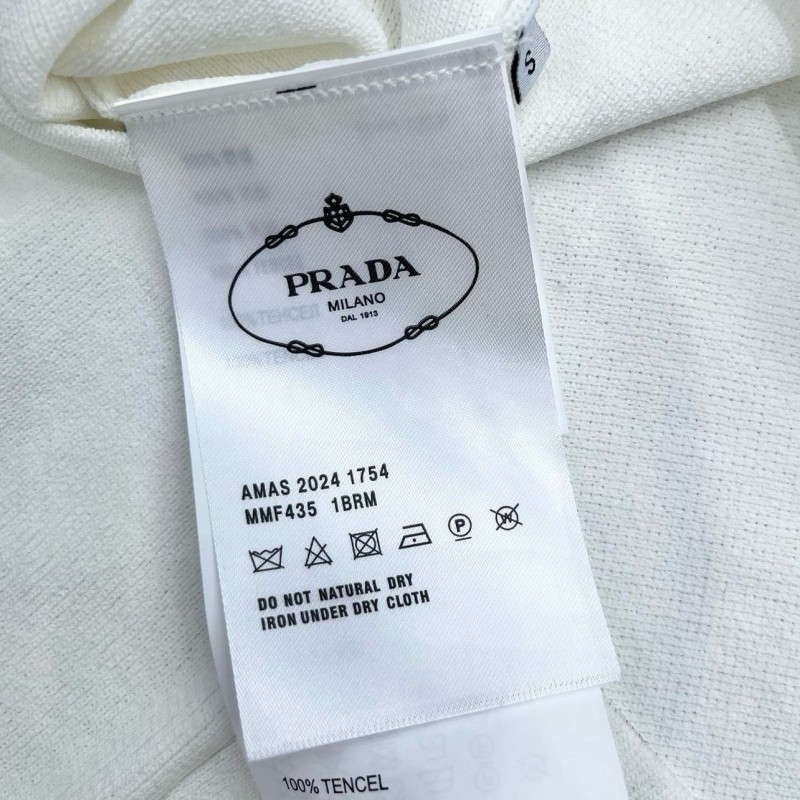 S
PRADA
MILANO
DAL 1913
AMAS 2024 1754
MMF435 1BRM
P
W
DO NOT NATURAL DRY
IRON UNDER DRY CLOTH
100% TENCEL